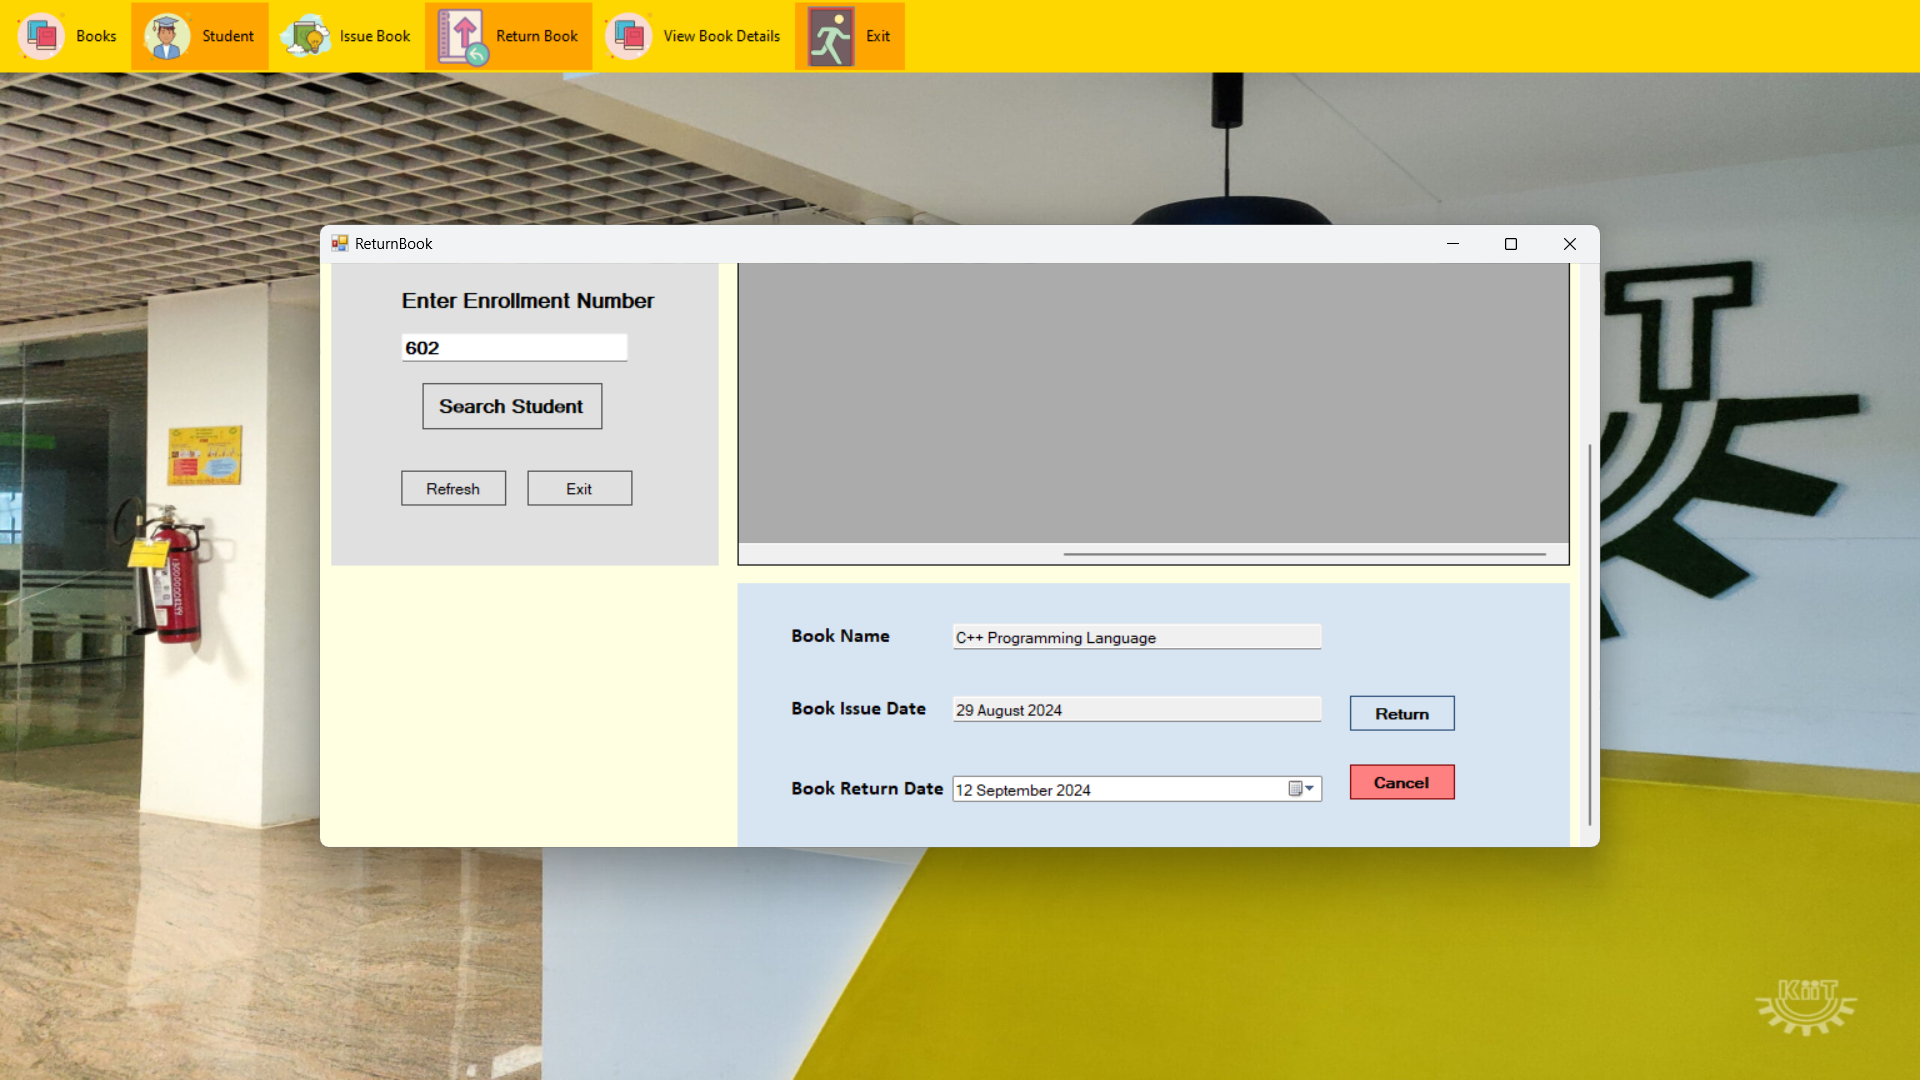 Books
Student
Issue Book
Return Book
View Book Details
Exit
ReturnBook
Enter Enrollment Number
602
Search Student
Refresh
Exit
Book Name
C++ Programming Language
Book Issue Date
29 August 2024
Return
Book Return Date
12 September 2024
Cancel
KiiT